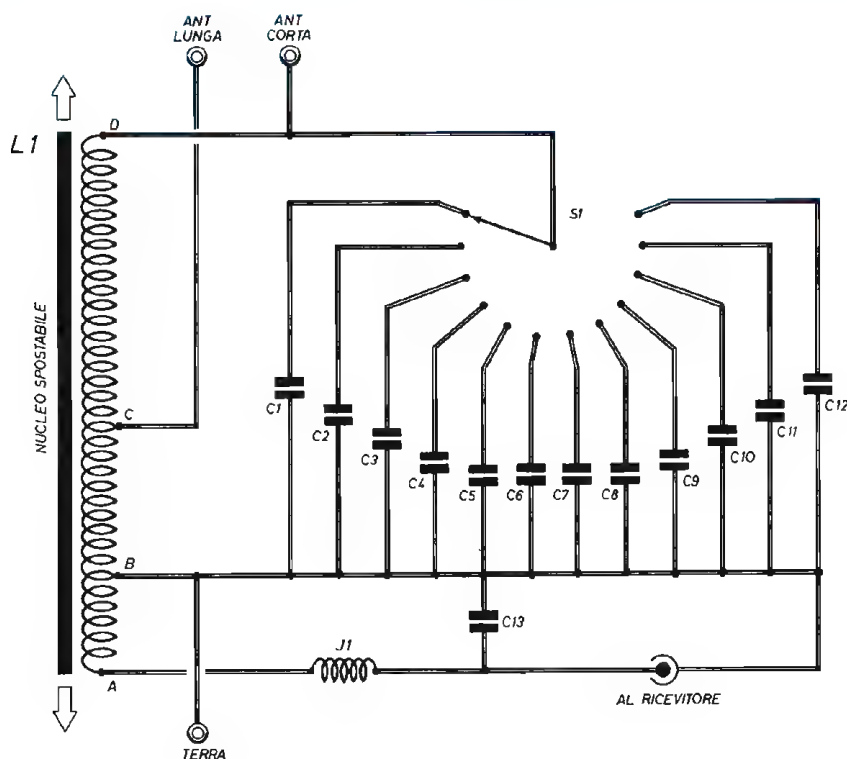 ANT
LUNGA
ANT
CORTA
L1
D
S1
NUCLEO SPOSTABILE
C
C1
C2
C3
C4
C5
C6
C7
C8
C9
C10
C11
C12
B
C13
J1
A
AL RICEVITORE
TERRA